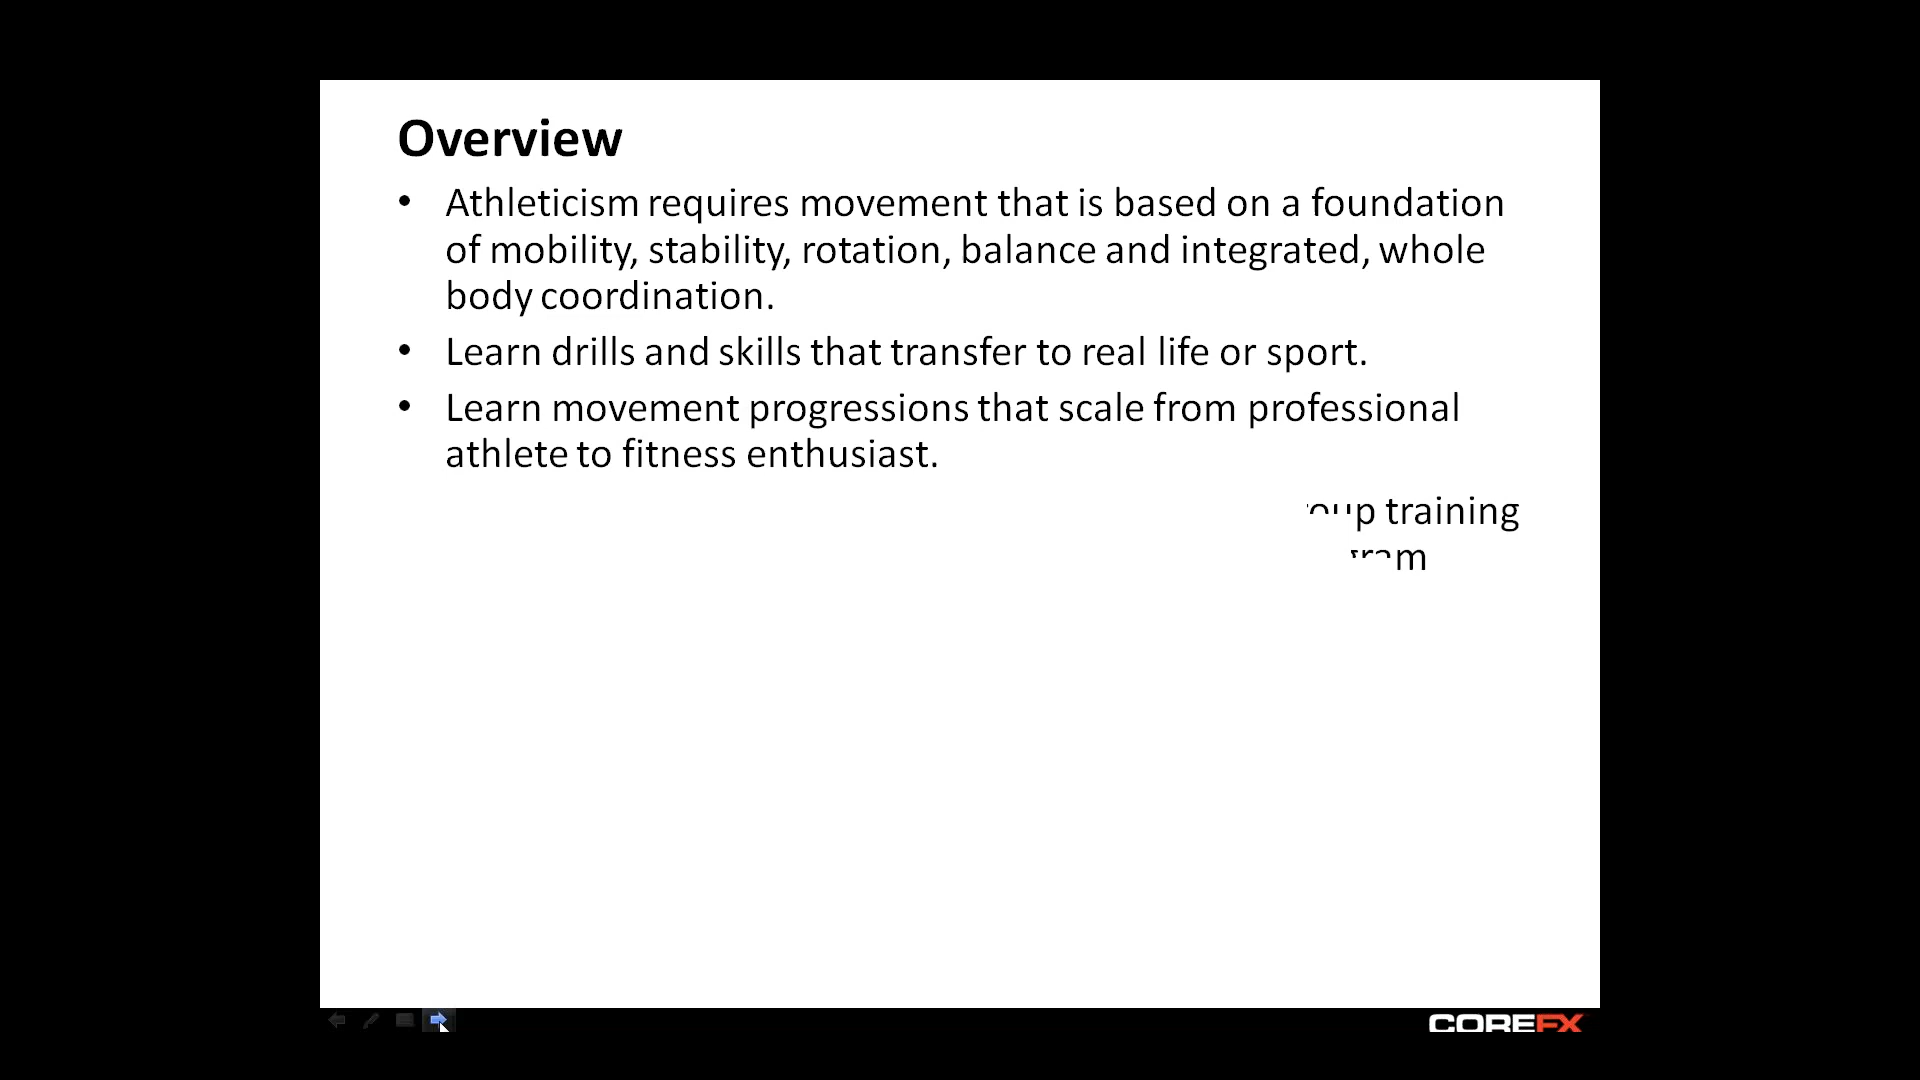 Overview
• Athleticism requires movement that is based on a foundation
of mobility, stability, rotation, balance and integrated, whole
body coordination.
• Learn drills and skills that transfer to real life or sport.
• Learn movement progressions that scale from professional
athlete to fitness enthusiast.
training
COREFX